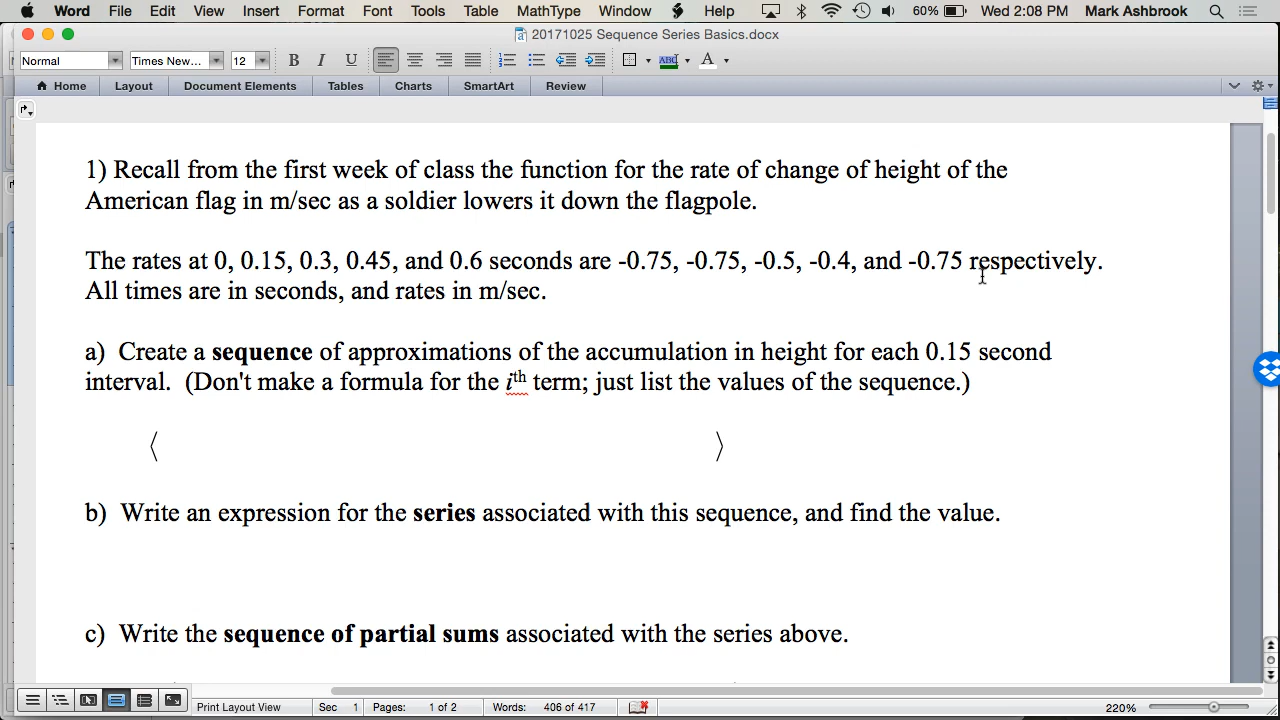 Word File Edit View Insert Format Font Tools Table MathType Window Help 60% Wed 2:08 PM Mark Ashbrook
20171025 Sequence Series Basics.docx
Normal Times New... 12 B I U ABC A
Home Layout Document Elements Tables Charts SmartArt Review
1) Recall from the first week of class the function for the rate of change of height of the
American flag in m/sec as a soldier lowers it down the flagpole.
The rates at 0, 0.15, 0.3, 0.45, and 0.6 seconds are -0.75, -0.75, -0.5, -0.4, and -0.75 respectively.
All times are in seconds, and rates in m/sec.
a) Create a sequence of approximations of the accumulation in height for each 0.15 second
interval. (Don't make a formula for the ith term; just list the values of the sequence.)
⟨ ⟩
b) Write an expression for the series associated with this sequence, and find the value.
c) Write the sequence of partial sums associated with the series above.
Print Layout View Sec 1 Pages: 1 of 2 Words: 406 of 417 220%